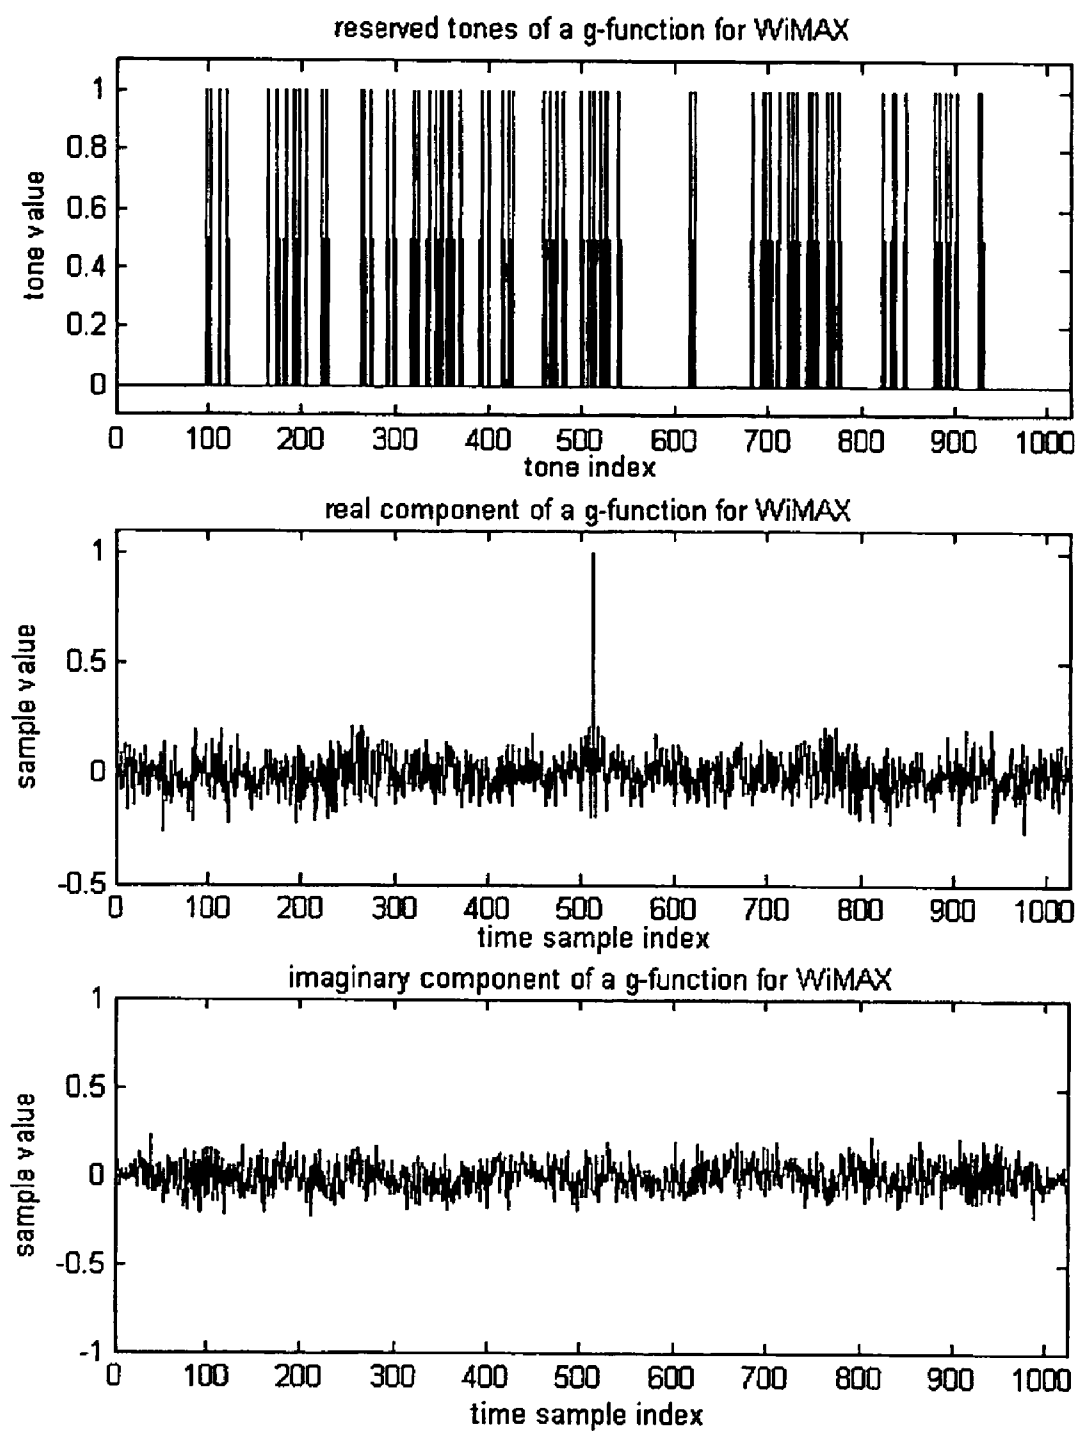 reserved tones of a g-function for WiMAX
1
0.8
0.6
0.4
0.2
0
tone value
0 100 200 300 400 500 600 700 800 900 1000
tone index
real component of a g-function for WiMAX
1
0.5
0
-0.5
sample value
0 100 200 300 400 500 600 700 800 900 1000
time sample index
imaginary component of a g-function for WiMAX
1
0.5
0
-0.5
-1
sample value
0 100 200 300 400 500 600 700 800 900 1000
time sample index